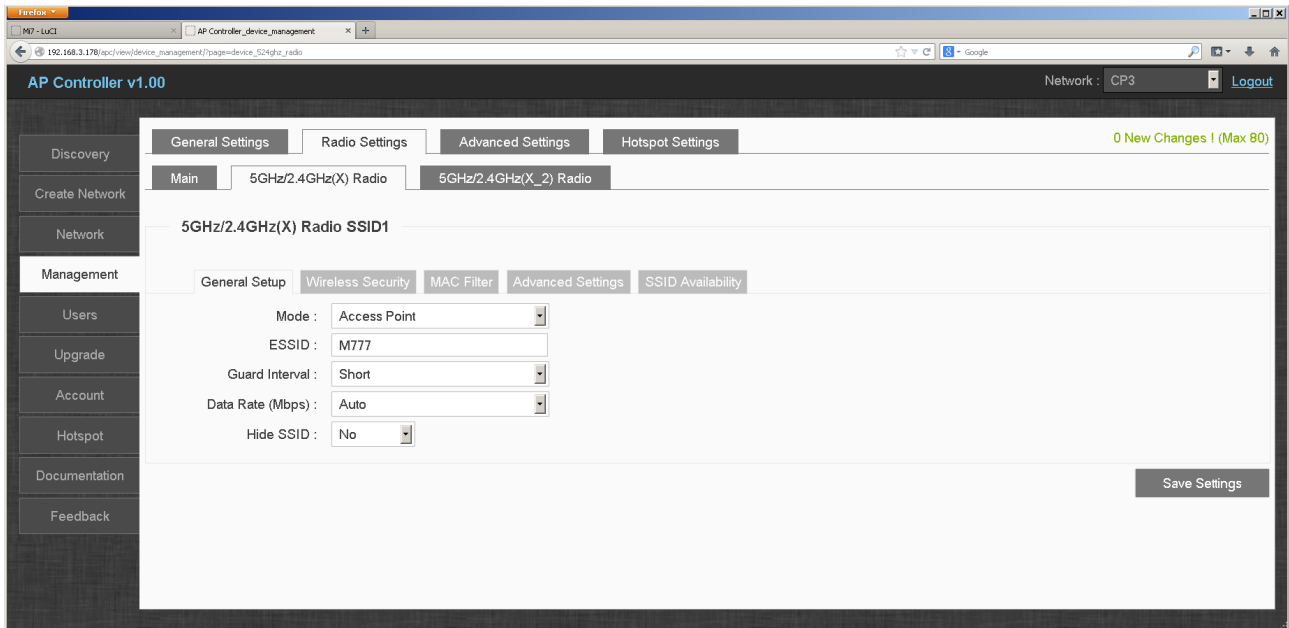 Firefox
Mi7 - LuCI
AP Controller_device_management
192.168.3.178/apc/view/device_management/?page=device_524ghz_radio
Google
AP Controller v1.00
Network : CP3 Logout
Discovery
Create Network
Network
Management
Users
Upgrade
Account
Hotspot
Documentation
Feedback
General Settings Radio Settings Advanced Settings Hotspot Settings
0 New Changes ! (Max 80)
Main 5GHz/2.4GHz(X) Radio 5GHz/2.4GHz(X_2) Radio
5GHz/2.4GHz(X) Radio SSID1
General Setup Wireless Security MAC Filter Advanced Settings SSID Availability
Mode : Access Point
ESSID : M777
Guard Interval : Short
Data Rate (Mbps) : Auto
Hide SSID : No
Save Settings